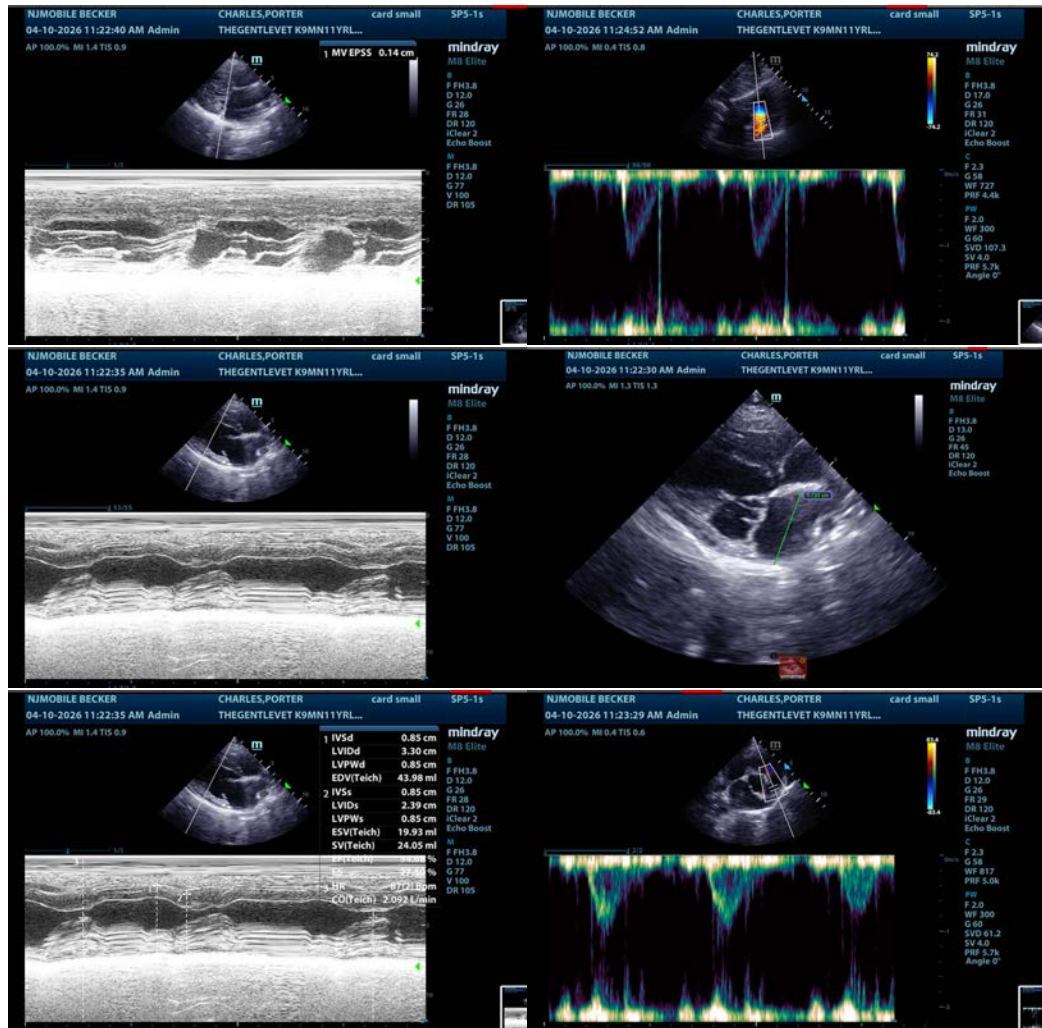 NJMOBILE BECKER CHARLES,PORTER card small SP5-1s
04-10-2026 11:22:40 AM Admin THEGENTLEVET K9MN11YRL...
AP 100.0% MI 1.4 TIS 0.9
1 MV EPSS 0.14 cm
mindray
M8 Elite
B
F FH3.8
D 12.0
G 26
FR 28
DR 120
iClear 2
Echo Boost
M
F FH3.8
D 12.0
G 77
V 100
DR 105
NJMOBILE BECKER CHARLES,PORTER card small SP5-1s
04-10-2026 11:24:52 AM Admin THEGENTLEVET K9MN11YRL...
AP 100.0% MI 0.4 TIS 0.8
74.2
-74.2
mindray
M8 Elite
B
F FH3.8
D 17.0
G 26
FR 31
DR 120
iClear 2
Echo Boost
C
F 2.3
G 58
WF 727
PRF 4.4k
PW
F 2.0
WF 300
G 60
SVD 107.3
SV 4.0
PRF 5.7k
Angle 0°
NJMOBILE BECKER CHARLES,PORTER card small SP5-1s
04-10-2026 11:22:35 AM Admin THEGENTLEVET K9MN11YRL...
AP 100.0% MI 1.4 TIS 0.9
mindray
M8 Elite
B
F FH3.8
D 12.0
G 26
FR 28
DR 120
iClear 2
Echo Boost
M
F FH3.8
D 12.0
G 77
V 100
DR 105
NJMOBILE BECKER CHARLES,PORTER card small SP5-1s
04-10-2026 11:22:30 AM Admin THEGENTLEVET K9MN11YRL...
AP 100.0% MI 1.3 TIS 1.3
mindray
M8 Elite
B
F FH3.8
D 13.0
G 26
FR 45
DR 120
iClear 2
Echo Boost
NJMOBILE BECKER CHARLES,PORTER card small SP5-1s
04-10-2026 11:22:35 AM Admin THEGENTLEVET K9MN11YRL...
AP 100.0% MI 1.4 TIS 0.9
1 IVSd 0.85 cm
LVIDd 3.30 cm
LVPWd 0.85 cm
EDV(Teich) 43.98 ml
2 IVSs 0.85 cm
LVIDs 2.39 cm
LVPWs 0.85 cm
ESV(Teich) 19.93 ml
SV(Teich) 24.05 ml
EF(Teich) %
%
3 HR 87(2) Bpm
CO(Teich) 2.092 L/min
mindray
M8 Elite
B
F FH3.8
D 12.0
G 26
FR 28
DR 120
iClear 2
Echo Boost
M
F FH3.8
D 12.0
G 77
V 100
DR 105
NJMOBILE BECKER CHARLES,PORTER card small SP5-1s
04-10-2026 11:23:29 AM Admin THEGENTLEVET K9MN11YRL...
AP 100.0% MI 0.4 TIS 0.6
83.4
-83.4
mindray
M8 Elite
B
F FH3.8
D 12.0
G 26
FR 29
DR 120
iClear 2
Echo Boost
C
F 2.3
G 58
WF 817
PRF 5.0k
PW
F 2.0
WF 300
G 60
SVD 61.2
SV 4.0
PRF 5.7k
Angle 0°